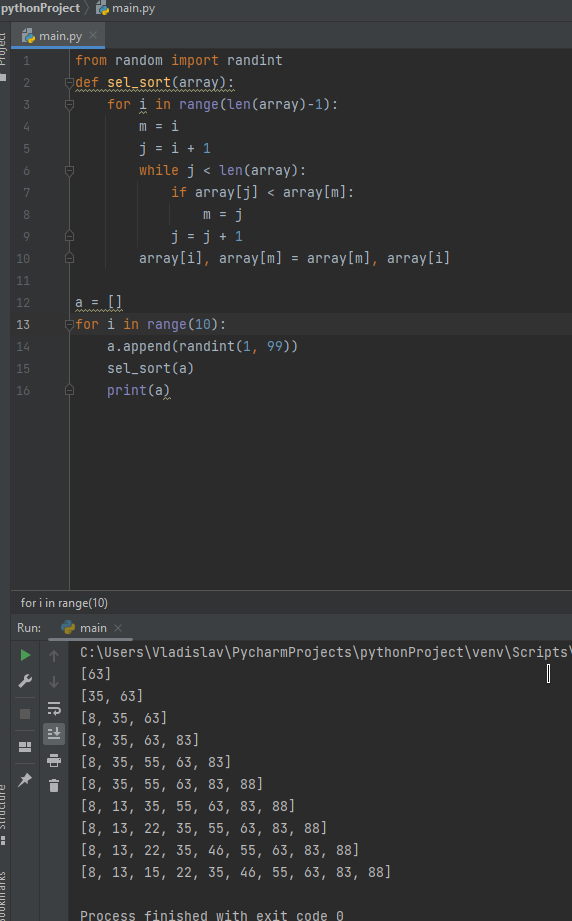 pythonProject main.py
main.py
Project
1 from random import randint
2 def sel_sort(array):
3 for i in range(len(array)-1):
4 m = i
5 j = i + 1
6 while j < len(array):
7 if array[j] < array[m]:
8 m = j
9 j = j + 1
10 array[i], array[m] = array[m], array[i]
11
12 a = []
13 for i in range(10):
14 a.append(randint(1, 99))
15 sel_sort(a)
16 print(a)
for i in range(10)
Run: main
C:\Users\Vladislav\PycharmProjects\pythonProject\venv\Scripts\
[63]
[35, 63]
[8, 35, 63]
[8, 35, 63, 83]
[8, 35, 55, 63, 83]
[8, 35, 55, 63, 83, 88]
[8, 13, 35, 55, 63, 83, 88]
[8, 13, 22, 35, 55, 63, 83, 88]
[8, 13, 22, 35, 46, 55, 63, 83, 88]
[8, 13, 15, 22, 35, 46, 55, 63, 83, 88]
Structure
Process finished with exit code 0